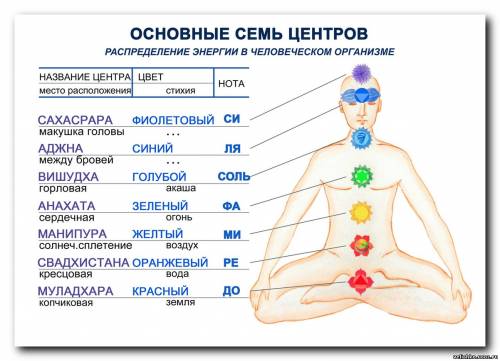 ОСНОВНЫЕ СЕМЬ ЦЕНТРОВ
РАСПРЕДЕЛЕНИЕ ЭНЕРГИИ В ЧЕЛОВЕЧЕСКОМ ОРГАНИЗМЕ
НАЗВАНИЕ ЦЕНТРА ЦВЕТ НОТА
место расположения стихия
САХАСРАРА ФИОЛЕТОВЫЙ СИ
макушка головы ...
АДЖНА СИНИЙ ЛЯ
между бровей ...
ВИШУДХА ГОЛУБОЙ СОЛЬ
горловая акаша
АНАХАТА ЗЕЛЕНЫЙ ФА
сердечная огонь
МАНИПУРА ЖЕЛТЫЙ МИ
солнеч.сплетение воздух
СВАДХИСТАНА ОРАНЖЕВЫЙ РЕ
кресцовая вода
МУЛАДХАРА КРАСНЫЙ ДО
копчиковая земля